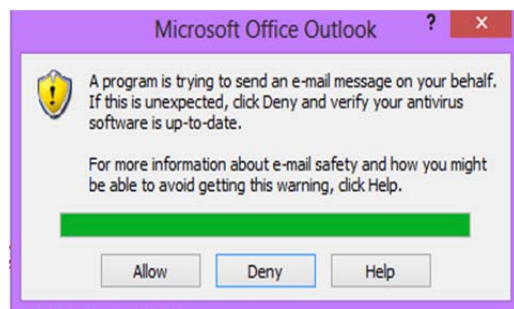 Microsoft Office Outlook ? ×
A program is trying to send an e-mail message on your behalf.
If this is unexpected, click Deny and verify your antivirus
software is up-to-date.
For more information about e-mail safety and how you might
be able to avoid getting this warning, click Help.
Allow Deny Help